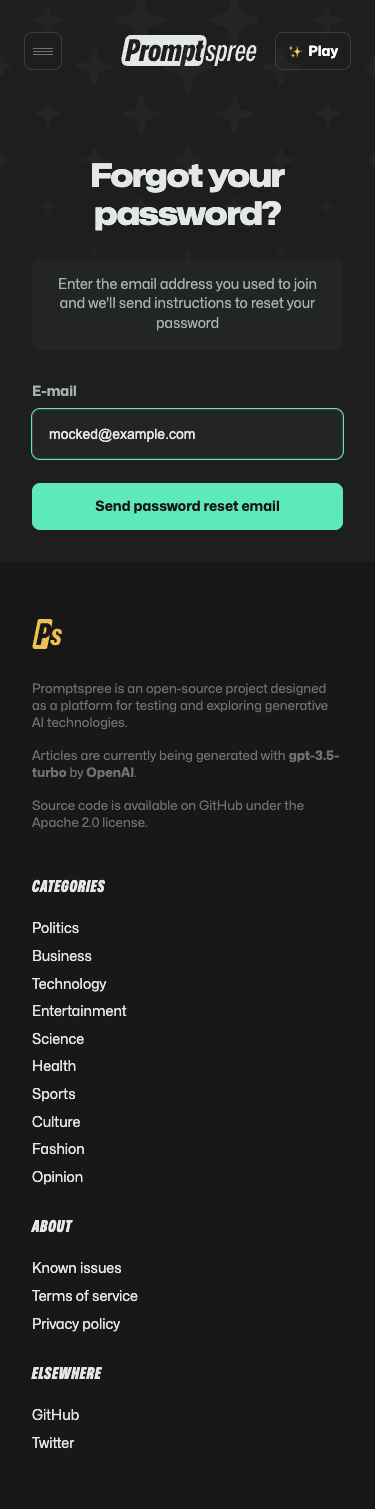 Promptspree
✨ Play
Forgot your
password?
Enter the email address you used to join
and we'll send instructions to reset your
password
E-mail
mocked@example.com
Send password reset email
Ps
Promptspree is an open-source project designed
as a platform for testing and exploring generative
AI technologies.
Articles are currently being generated with gpt-3.5-
turbo by OpenAI.
Source code is available on GitHub under the
Apache 2.0 license.
CATEGORIES
Politics
Business
Technology
Entertainment
Science
Health
Sports
Culture
Fashion
Opinion
ABOUT
Known issues
Terms of service
Privacy policy
ELSEWHERE
GitHub
Twitter